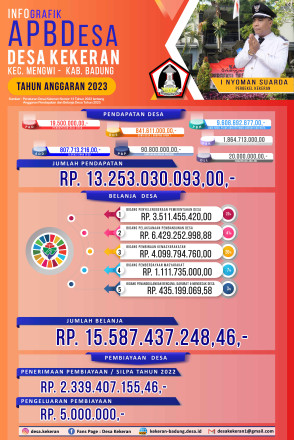 INFOGRAFIK
APBDESA
DESA KEKERAN
KEC. MENGWI - KAB. BADUNG
TAHUN ANGGARAN 2023
I NYOMAN SUARDA
PERBEKEL KEKERAN
PENDAPATAN DESA
19.500.000,00,-
641.611.000,00,-
9.608.692.877,00,-
1.864.713.000,00
807.713.216,00,-
90.800.000,00,-
20.000.000,00
JUMLAH PENDAPATAN
RP. 13.253.030.093,00,-
BELANJA DESA
1
BIDANG PENYELENGGARAAN PEMERINTAHAN DESA
RP. 3.511.455.420,00
2
BIDANG PELAKSANAAN PEMBANGUNAN DESA
RP. 6.429.252.998,88
3
BIDANG PEMBINAAN KEMASYARAKATAN
RP. 4.099.794.760,00
4
BIDANG PEMBERDAYAAN MASYARAKAT
RP. 1.111.735.000,00
5
BIDANG PENANGGULANGAN BENCANA, DARURAT & MENDESAK DESA
RP. 435.199.069,58
JUMLAH BELANJA
RP. 15.587.437.248,46,-
PEMBIAYAAN DESA
PENERIMAAN PEMBIAYAAN / SILPA TAHUN 2022
RP. 2.339.407.155,46,-
PENGELUARAN PEMBIAYAAN
RP. 5.000.000,-
desa.kekeran
Fans Page : Desa Kekeran
kekeran-badung.desa.id
desakekeran1@gmail.com